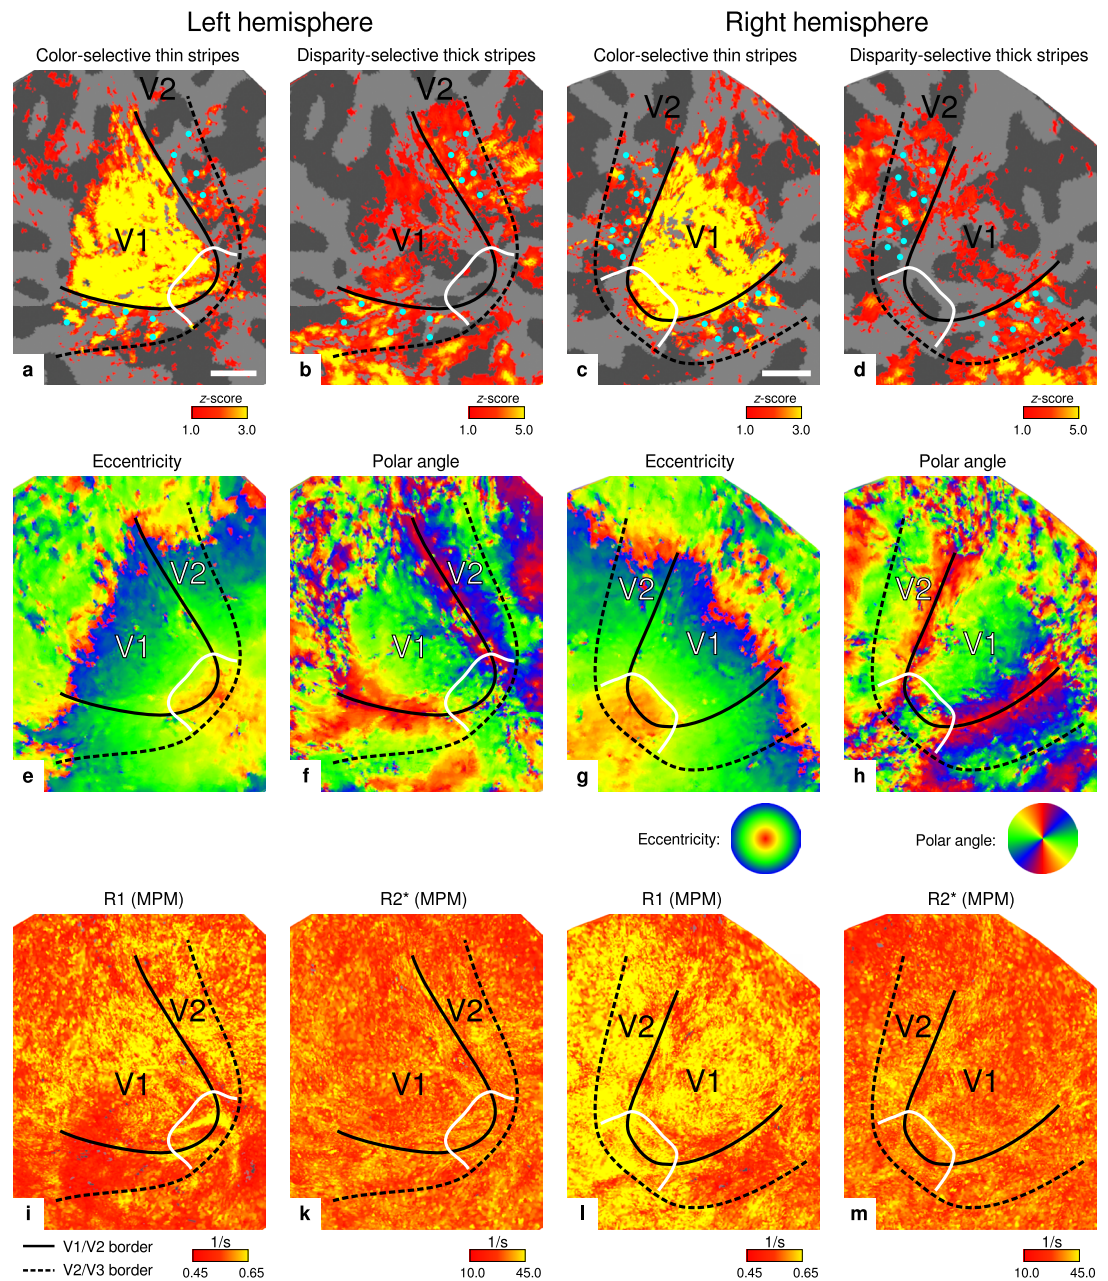 Left hemisphere Right hemisphere
Color-selective thin stripes Disparity-selective thick stripes Color-selective thin stripes Disparity-selective thick stripes
V2 V2 V2 V2
V1 V1 V1 V1
a b c d
z-score z-score z-score z-score
1.0 3.0 1.0 5.0 1.0 3.0 1.0 5.0
Eccentricity Polar angle Eccentricity Polar angle
V2 V2 V2 V2
V1 V1 V1 V1
e f g h
Eccentricity: Polar angle:
R1 (MPM) R2* (MPM) R1 (MPM) R2* (MPM)
V2 V2 V2 V2
V1 V1 V1 V1
i k l m
V1/V2 border 1/s 1/s 1/s 1/s
V2/V3 border 0.45 0.65 10.0 45.0 0.45 0.65 10.0 45.0